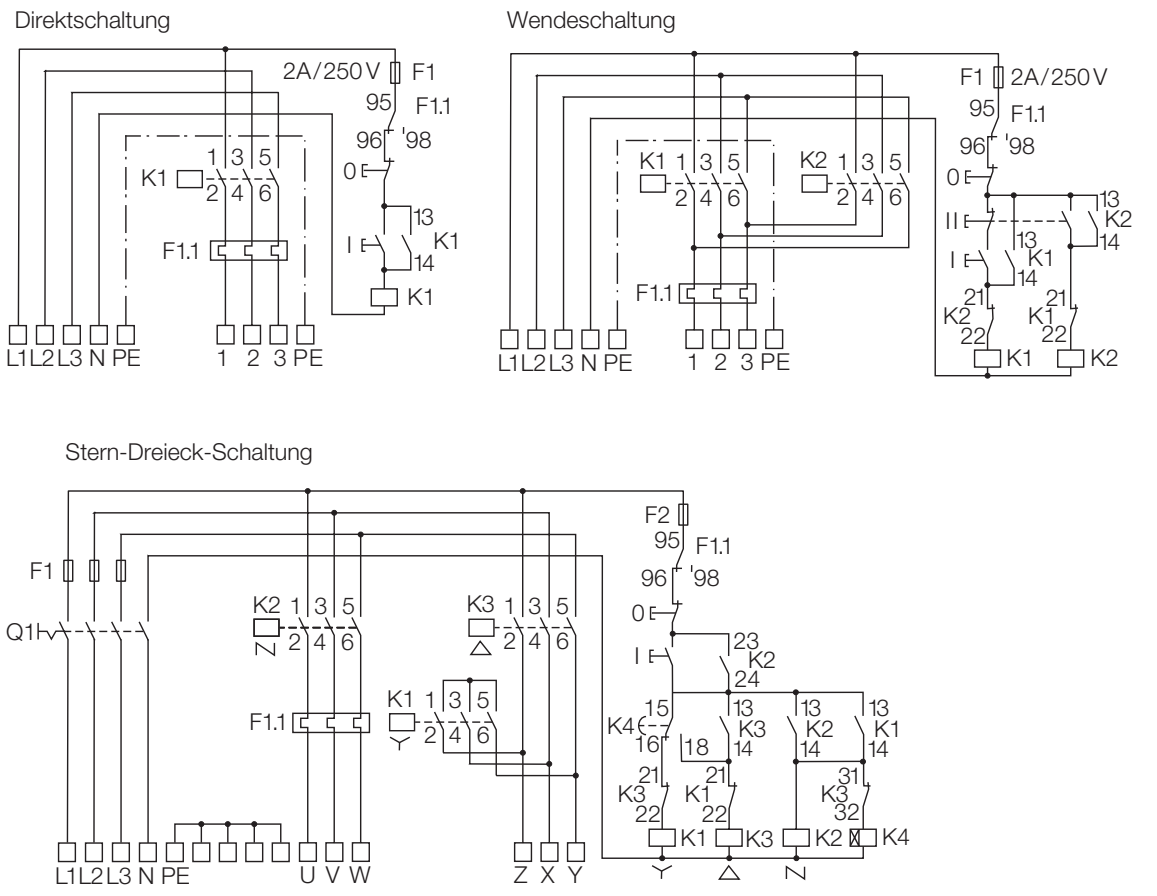 Direktschaltung
2A/250 V F1
95 F1.1
96 '98
1 3 5
0
K1
2 4 6
13
I K1
14
F1.1
K1
L1 L2 L3 N PE 1 2 3 PE
Wendeschaltung
F1 2A/250 V
95 F1.1
96 '98
K1 1 3 5 K2 1 3 5
0
2 4 6 2 4 6
13
II K2
13 14
I K1
14
F1.1
21 21
K2 K1
22 22
K1 K2
L1 L2 L3 N PE 1 2 3 PE
Stern-Dreieck-Schaltung
F2
95 F1.1
F1
96 '98
K2 1 3 5 K3 1 3 5
0
Q1
2 4 6 2 4 6
23
I K2
24
K1 1 3 5
15 13 13 13
F1.1 K4 K3 K2 K1
2 4 6
16 18 14 14 14
21 21 31
K3 K1 K3
22 22 32
K1 K3 K2 K4
L1 L2 L3 N PE U V W Z X Y